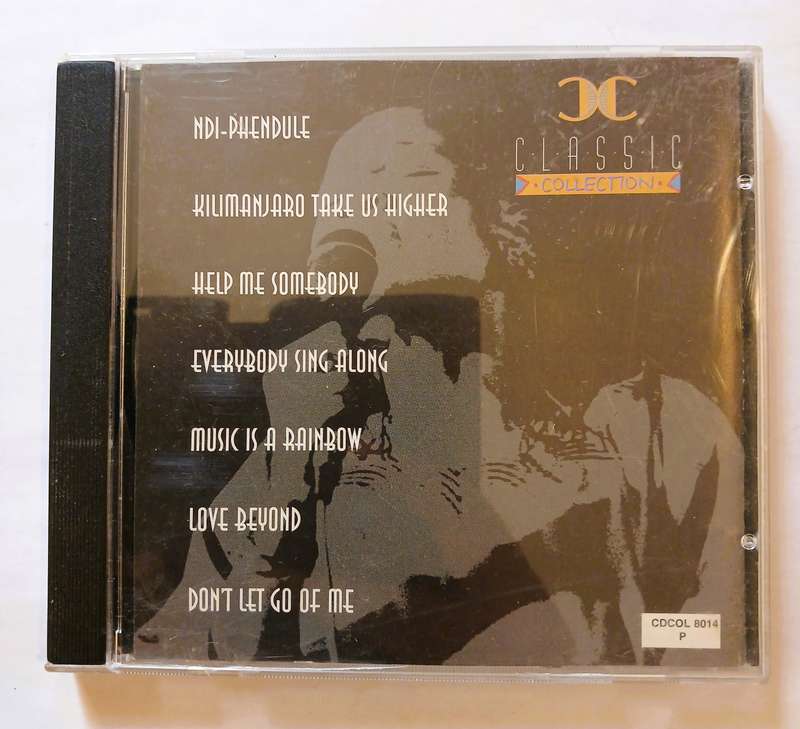 NDI-PHENDULE
KILIMANJARO TAKE US HIGHER
HELP ME SOMEBODY
EVERYBODY SING ALONG
MUSIC IS A RAINBOW
LOVE BEYOND
DON'T LET GO OF ME
CLASSIC
COLLECTION
CDCOL 8014
P